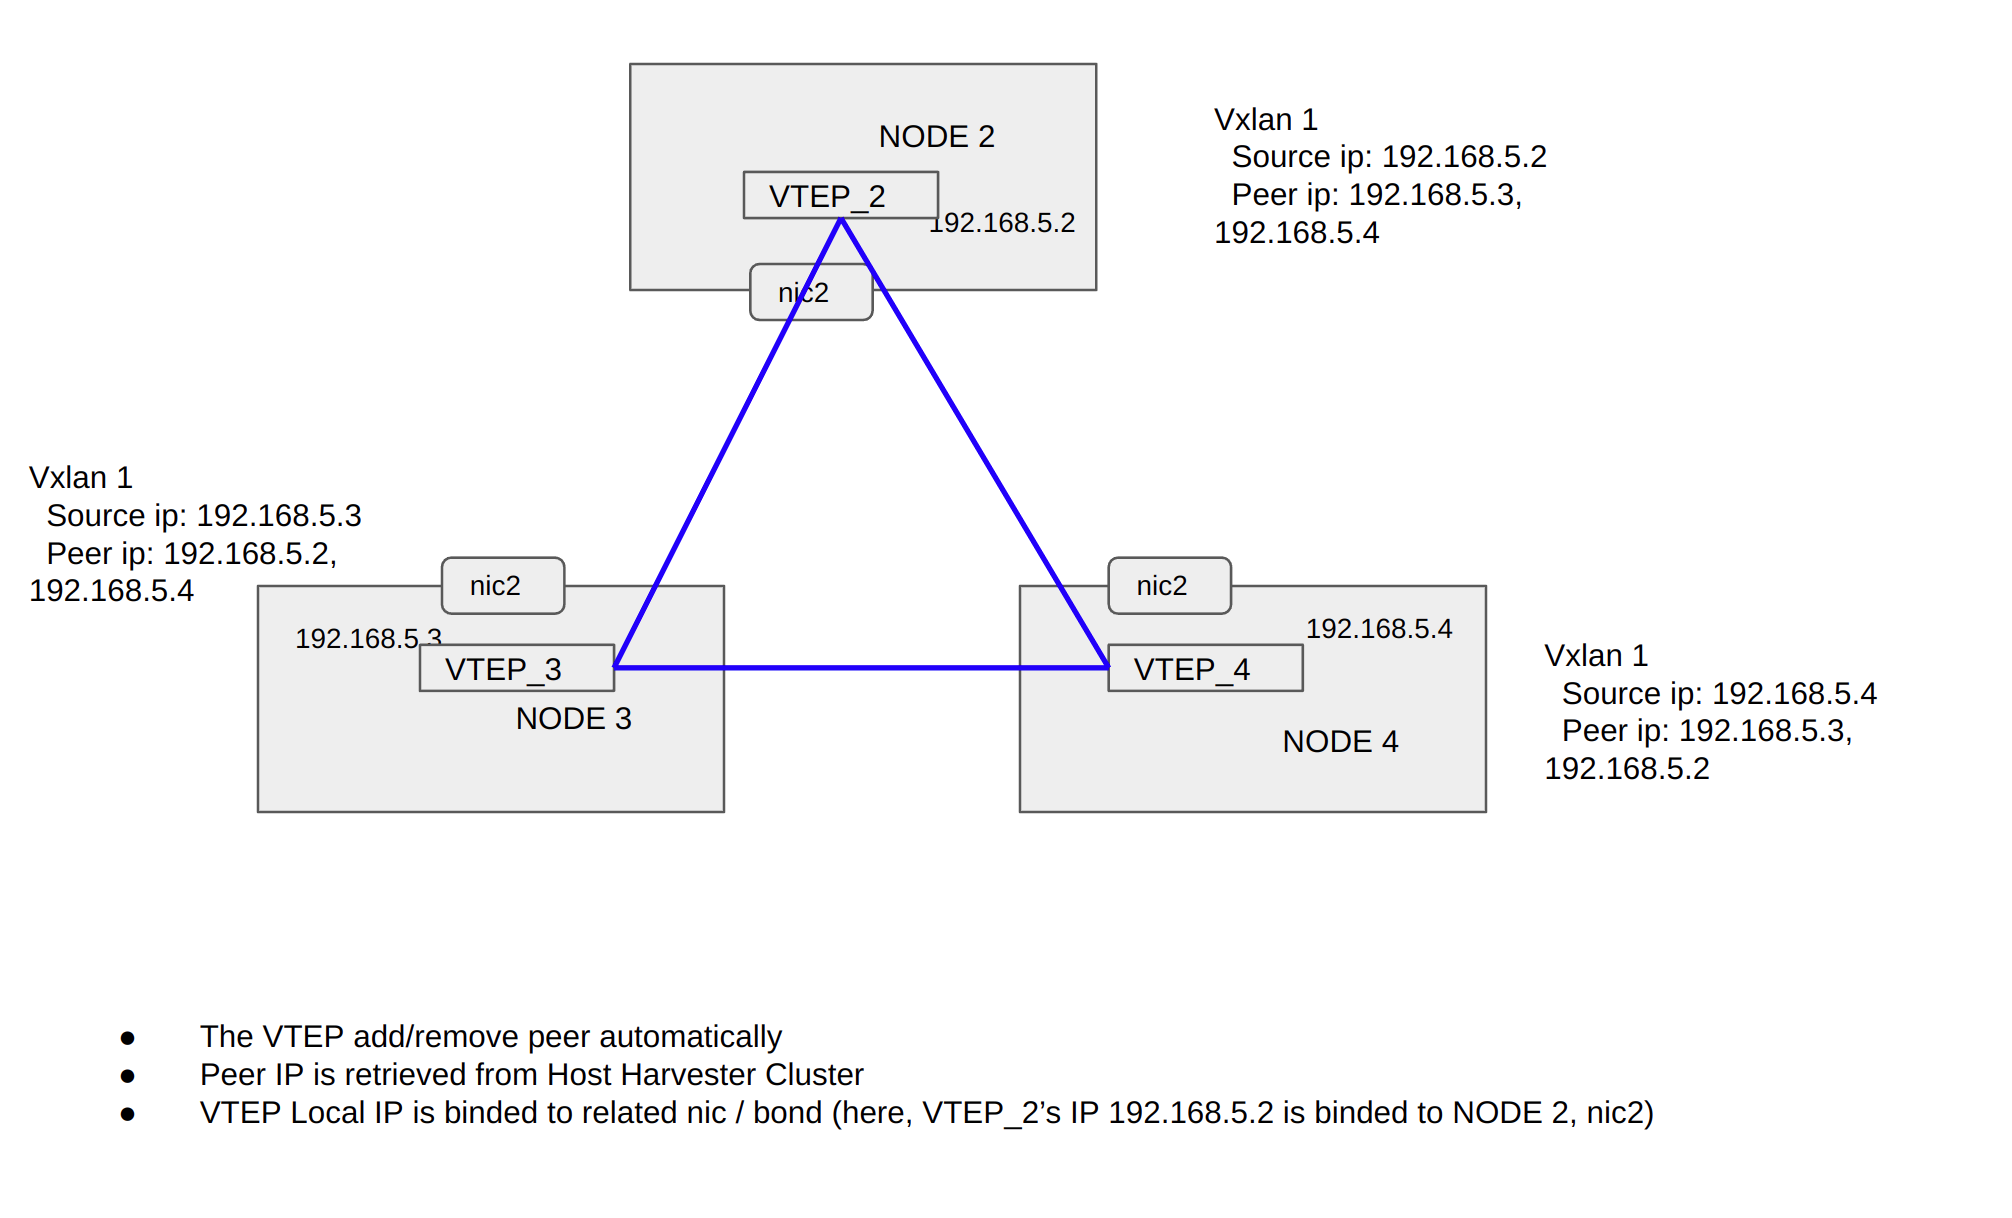 NODE 2
VTEP_2
192.168.5.2
nic2
Vxlan 1
Source ip: 192.168.5.2
Peer ip: 192.168.5.3,
192.168.5.4
Vxlan 1
Source ip: 192.168.5.3
Peer ip: 192.168.5.2,
192.168.5.4
nic2
192.168.5.3
VTEP_3
NODE 3
nic2
192.168.5.4
VTEP_4
NODE 4
Vxlan 1
Source ip: 192.168.5.4
Peer ip: 192.168.5.3,
192.168.5.2
● The VTEP add/remove peer automatically
● Peer IP is retrieved from Host Harvester Cluster
● VTEP Local IP is binded to related nic / bond (here, VTEP_2’s IP 192.168.5.2 is binded to NODE 2, nic2)